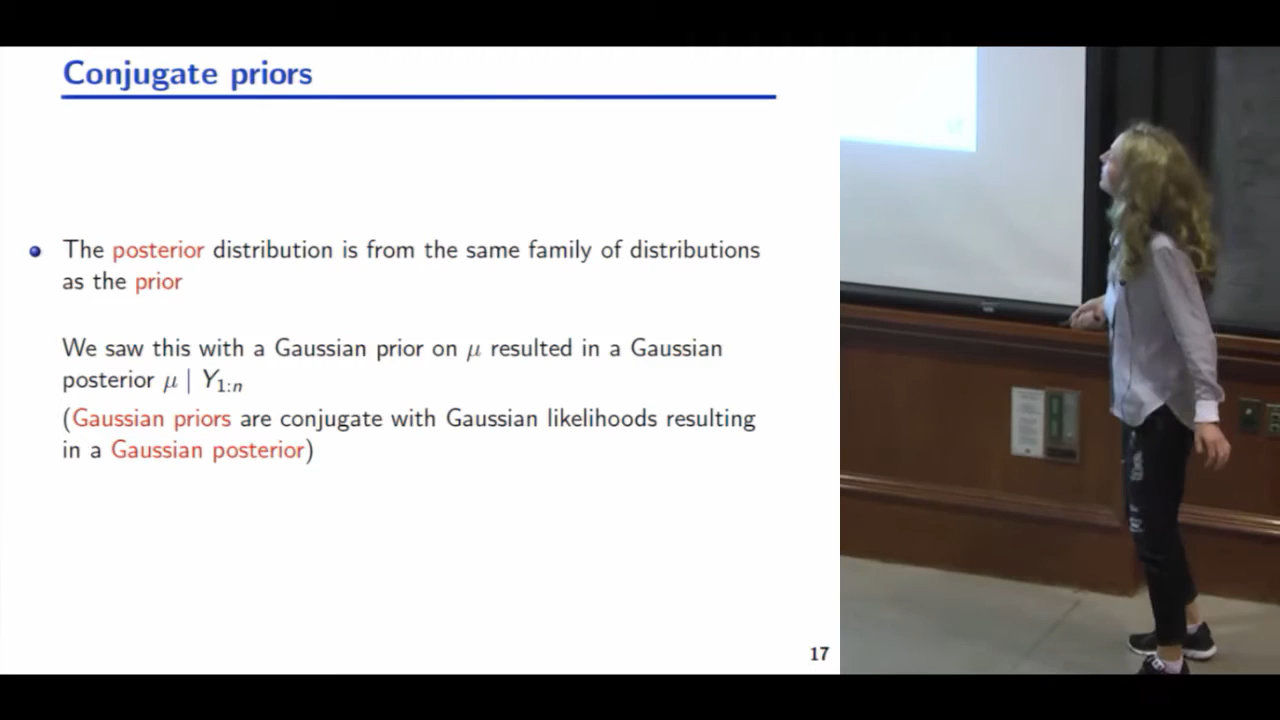 Conjugate priors
The posterior distribution is from the same family of distributions
as the prior
We saw this with a Gaussian prior on μ resulted in a Gaussian
posterior μ | Y1:n
(Gaussian priors are conjugate with Gaussian likelihoods resulting
in a Gaussian posterior)
17